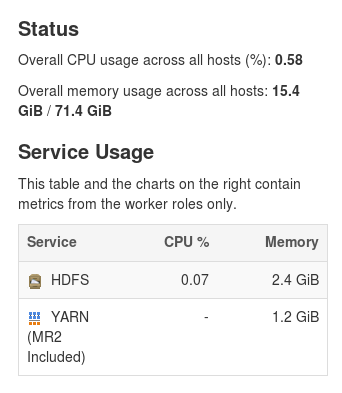 Status
Overall CPU usage across all hosts (%): 0.58
Overall memory usage across all hosts: 15.4
GiB / 71.4 GiB
Service Usage
This table and the charts on the right contain
metrics from the worker roles only.
Service CPU % Memory
HDFS 0.07 2.4 GiB
YARN - 1.2 GiB
(MR2
Included)